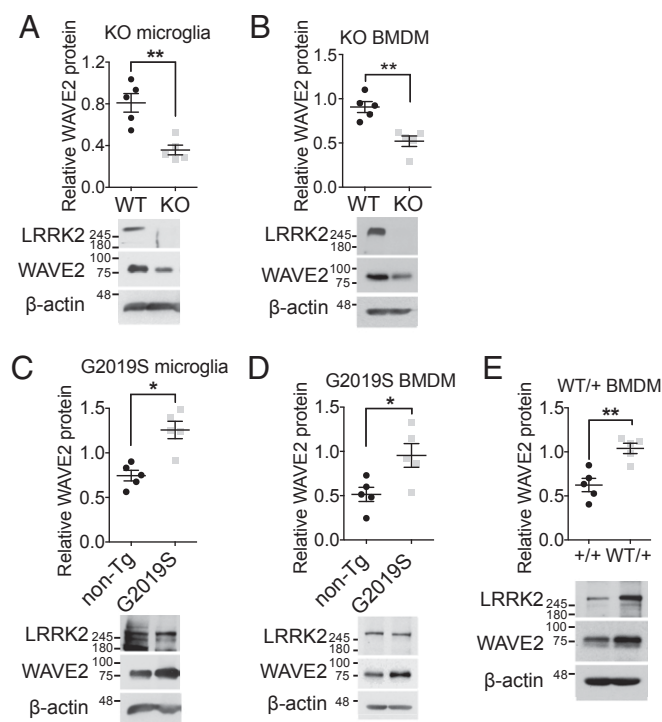 A
KO microglia
**
Relative WAVE2 protein
1.2
0.8
0.4
0.0
WT KO
LRRK2
245
180
WAVE2
100
75
β-actin
48
B
KO BMDM
**
Relative WAVE2 protein
1.5
1.0
0.5
0.0
WT KO
LRRK2
245
180
WAVE2
100
75
β-actin
48
C
G2019S microglia
*
Relative WAVE2 protein
1.5
1.0
0.5
0.0
non-Tg
G2019S
LRRK2
245
180
WAVE2
100
75
β-actin
48
D
G2019S BMDM
*
Relative WAVE2 protein
1.5
1.0
0.5
0.0
non-Tg
G2019S
LRRK2
245
180
WAVE2
100
75
β-actin
48
E
WT/+ BMDM
**
Relative WAVE2 protein
1.5
1.0
0.5
0.0
+/+ WT/+
LRRK2
245
180
WAVE2
100
75
β-actin
48